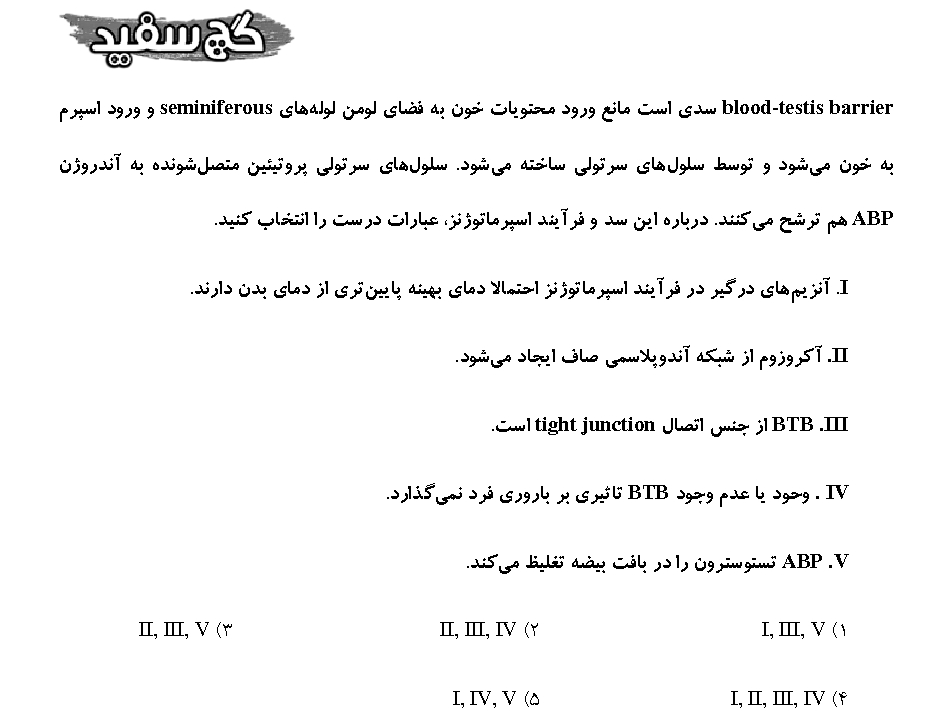 گچ سفید
blood-testis barrier سدی است مانع ورود محتویات خون به فضای لومن لوله‌های seminiferous و ورود اسپرم
به خون می‌شود و توسط سلول‌های سرتولی ساخته می‌شود. سلول‌های سرتولی پروتیئین متصل‌شونده به آندروژن
ABP هم ترشح می‌کنند. درباره این سد و فرآیند اسپرماتوژنز، عبارات درست را انتخاب کنید.
I. آنزیم‌های درگیر در فرآیند اسپرماتوژنز احتمالا دمای بهینه پایین‌تری از دمای بدن دارند.
II. آکروزوم از شبکه آندوپلاسمی صاف ایجاد می‌شود.
III. BTB از جنس اتصال tight junction است.
IV . وحود یا عدم وجود BTB تاثیری بر باروری فرد نمی‌گذارد.
V. ABP تستوسترون را در بافت بیضه تغلیظ می‌کند.
۱) I, III, V ۲) II, III, IV ۳) II, III, V
۴) I, II, III, IV ۵) I, IV, V